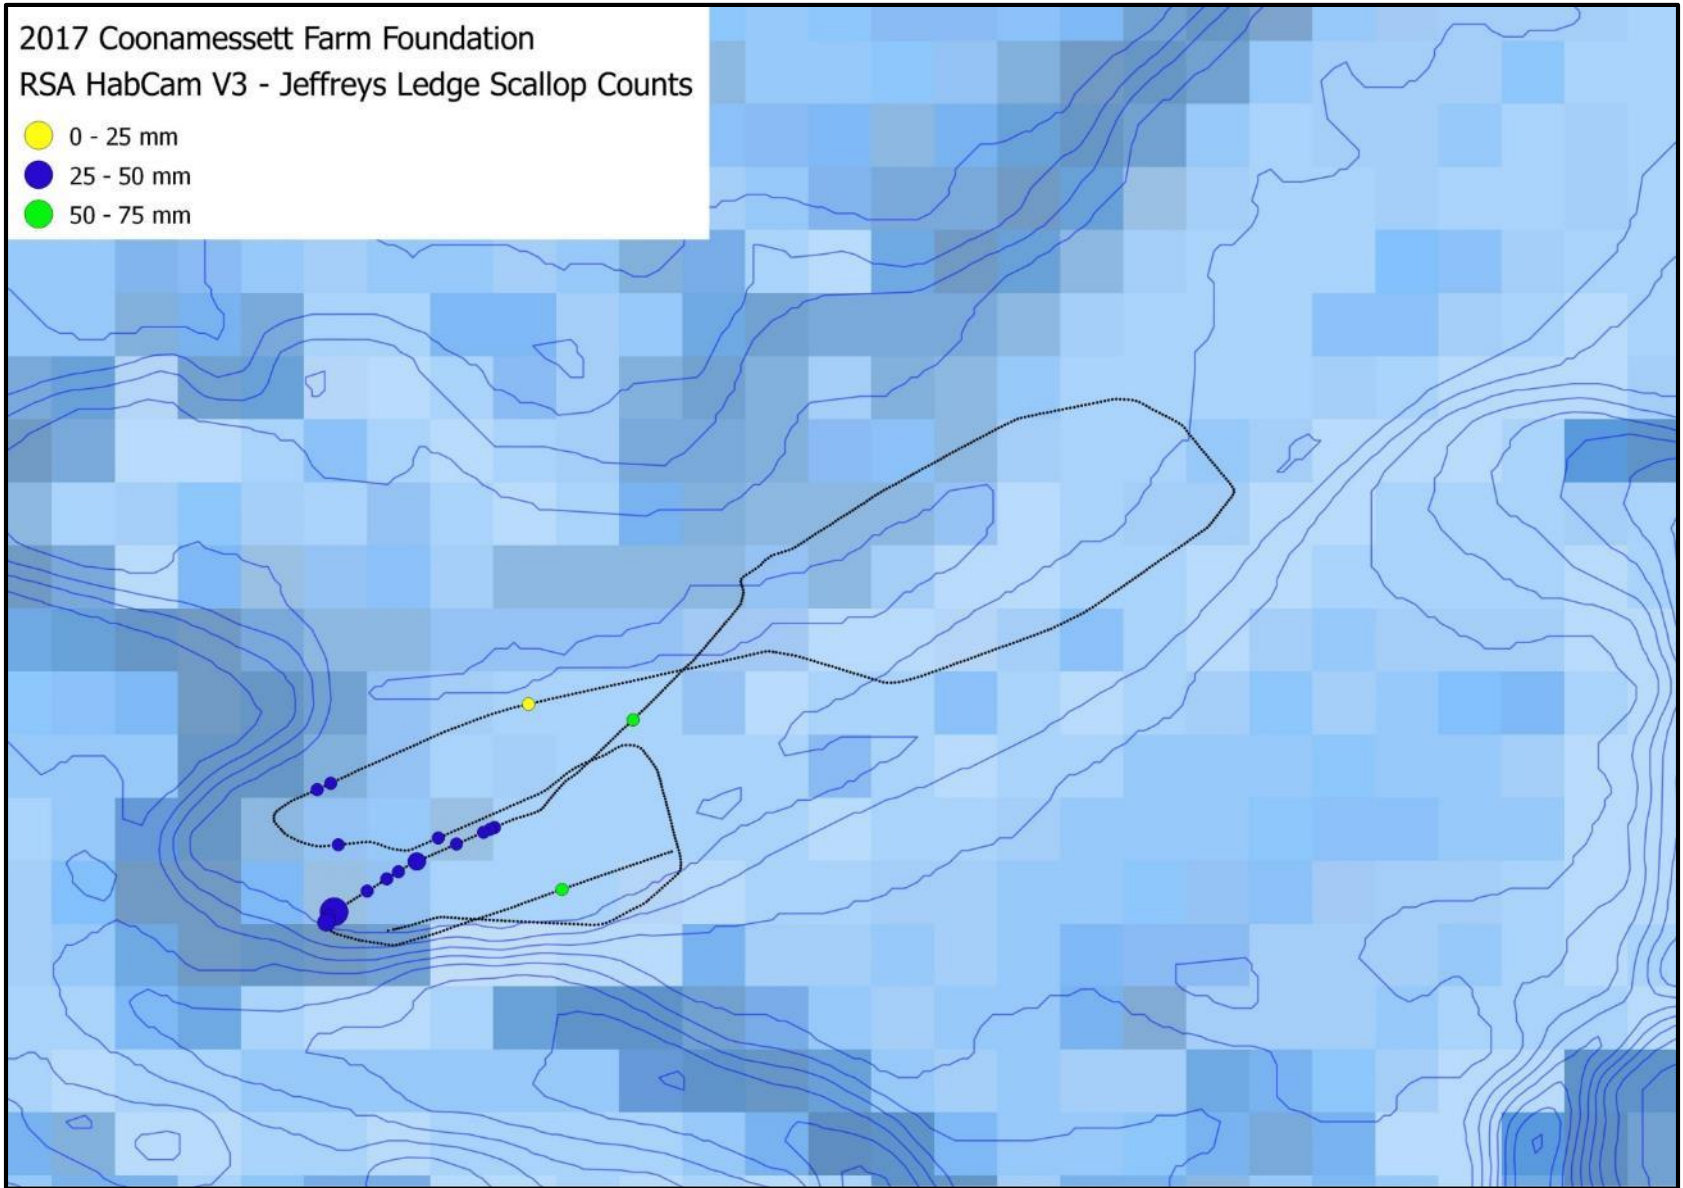 2017 Coonamessett Farm Foundation
RSA HabCam V3 - Jeffreys Ledge Scallop Counts
0 - 25 mm
25 - 50 mm
50 - 75 mm